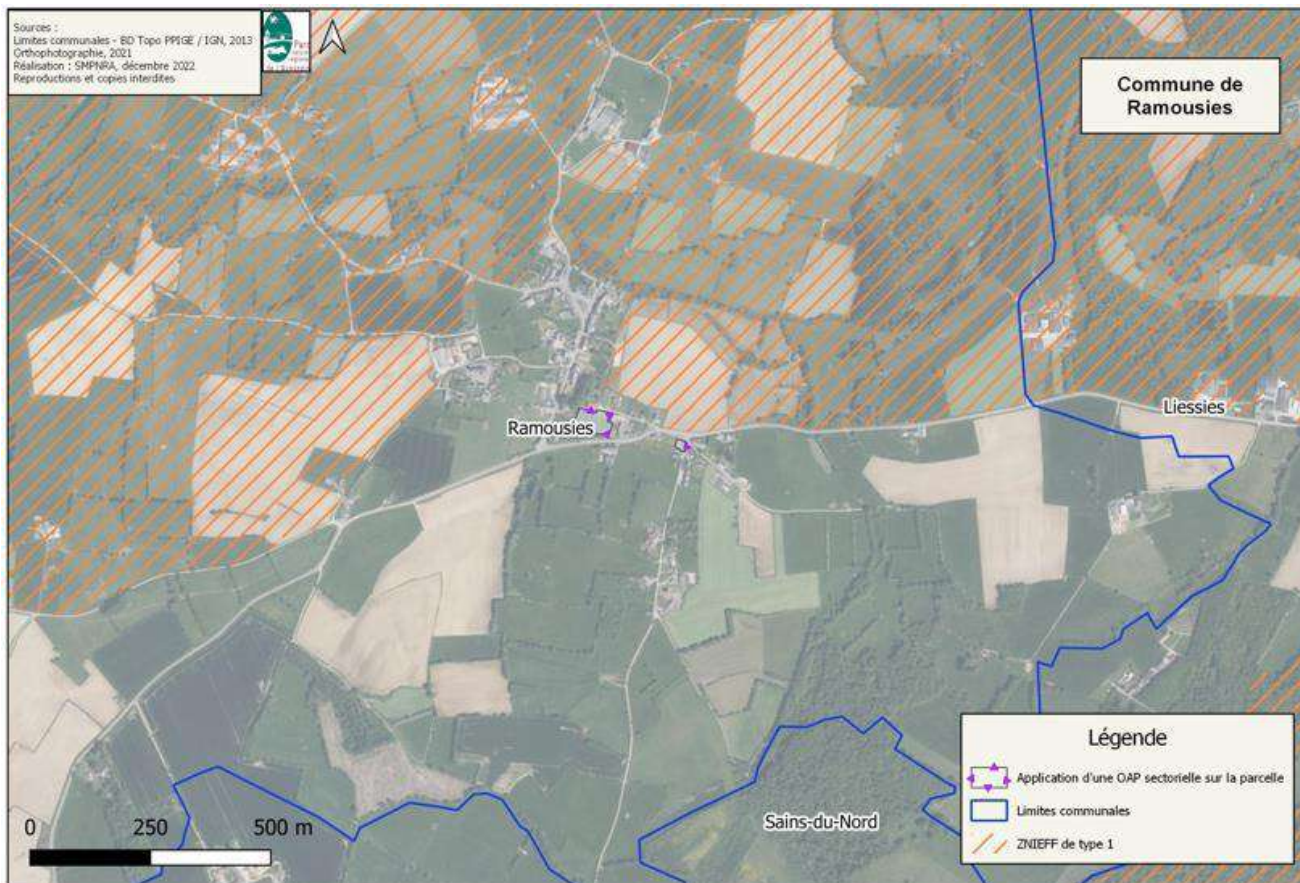 Sources :
Limites communales - BD Topo PPIGE / IGN, 2013
Orthophotographie, 2021
Réalisation : SMPNRA, décembre 2022
Reproductions et copies interdites
Parc
Commune de
Ramousies
Liessies
Ramousies
Sains-du-Nord
0 250 500 m
Légende
Application d'une OAP sectorielle sur la parcelle
Limites communales
ZNIEFF de type 1